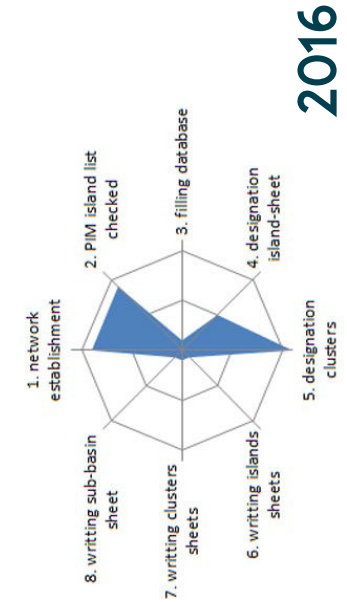 2016
1. network
establishment
2. PIM island list
checked
3. filling database
4. designation
island-sheet
5. designation
clusters
6. writting islands
sheets
7. writting clusters
sheets
8. writting sub-basin
sheet